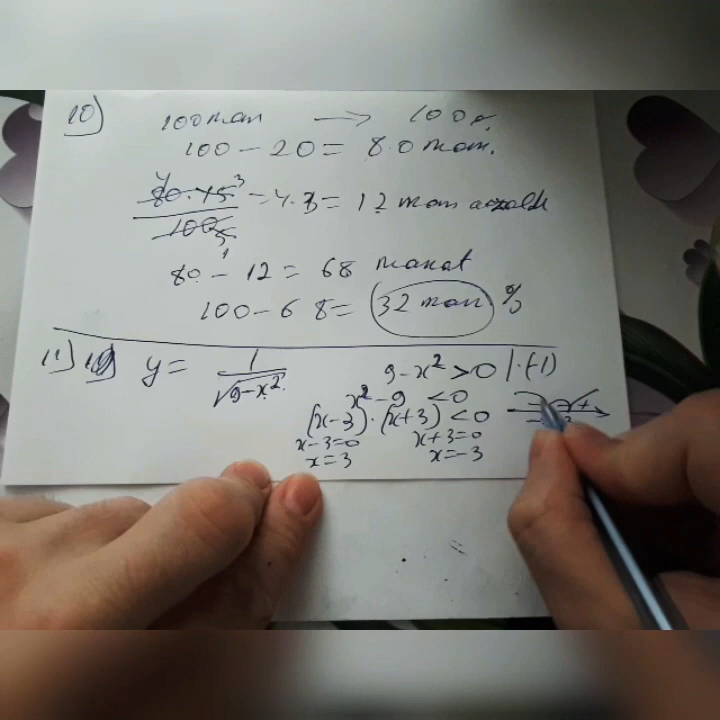 10) 100 man → 100%
100 - 20 = 80 man.
80·15/100 = 4·3 = 12 man azaldı
80 - 12 = 68 manat
100 - 68 = 32 man %
11) y = 1/√9-x² 9-x²>0 |·(-1)
x²-9 <0
(x-3)·(x+3)<0
x-3=0 x+3=0
x=3 x=-3